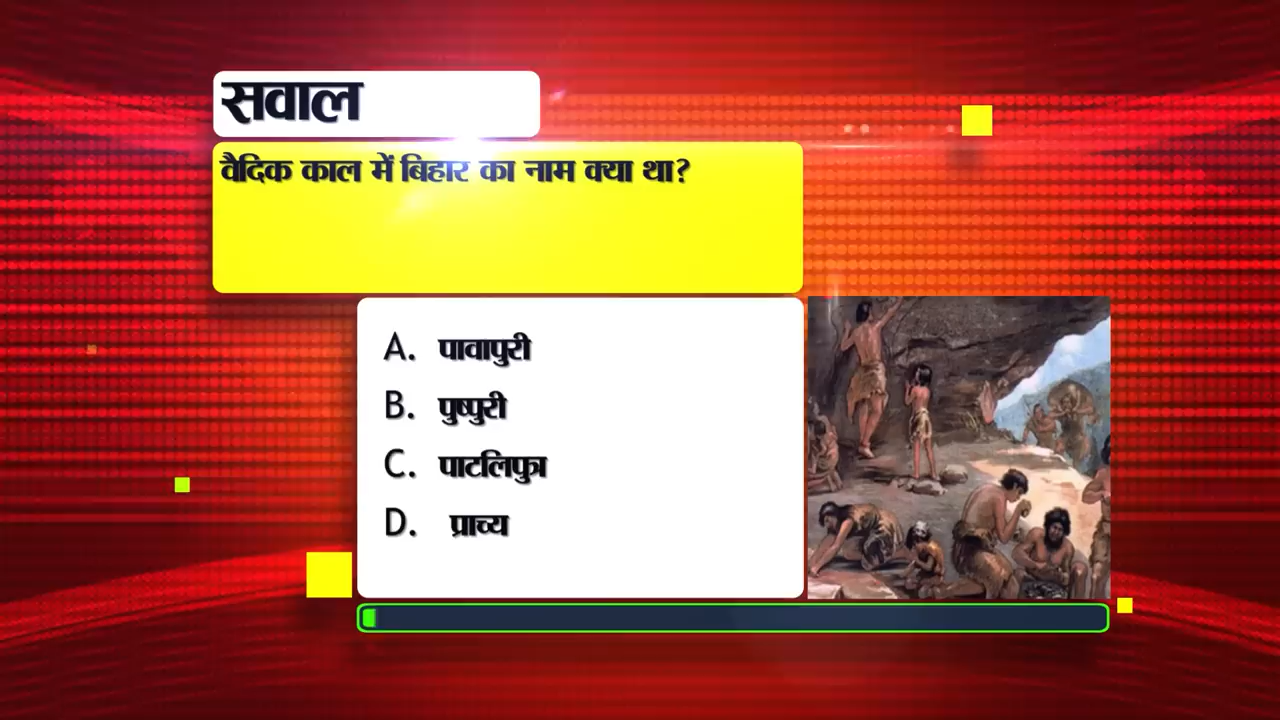 सवाल
वैदिक काल में बिहार का नाम क्या था?
A. पावापुरी
B. पुष्पुरी
C. पाटलिपुत्रा
D. प्राच्य